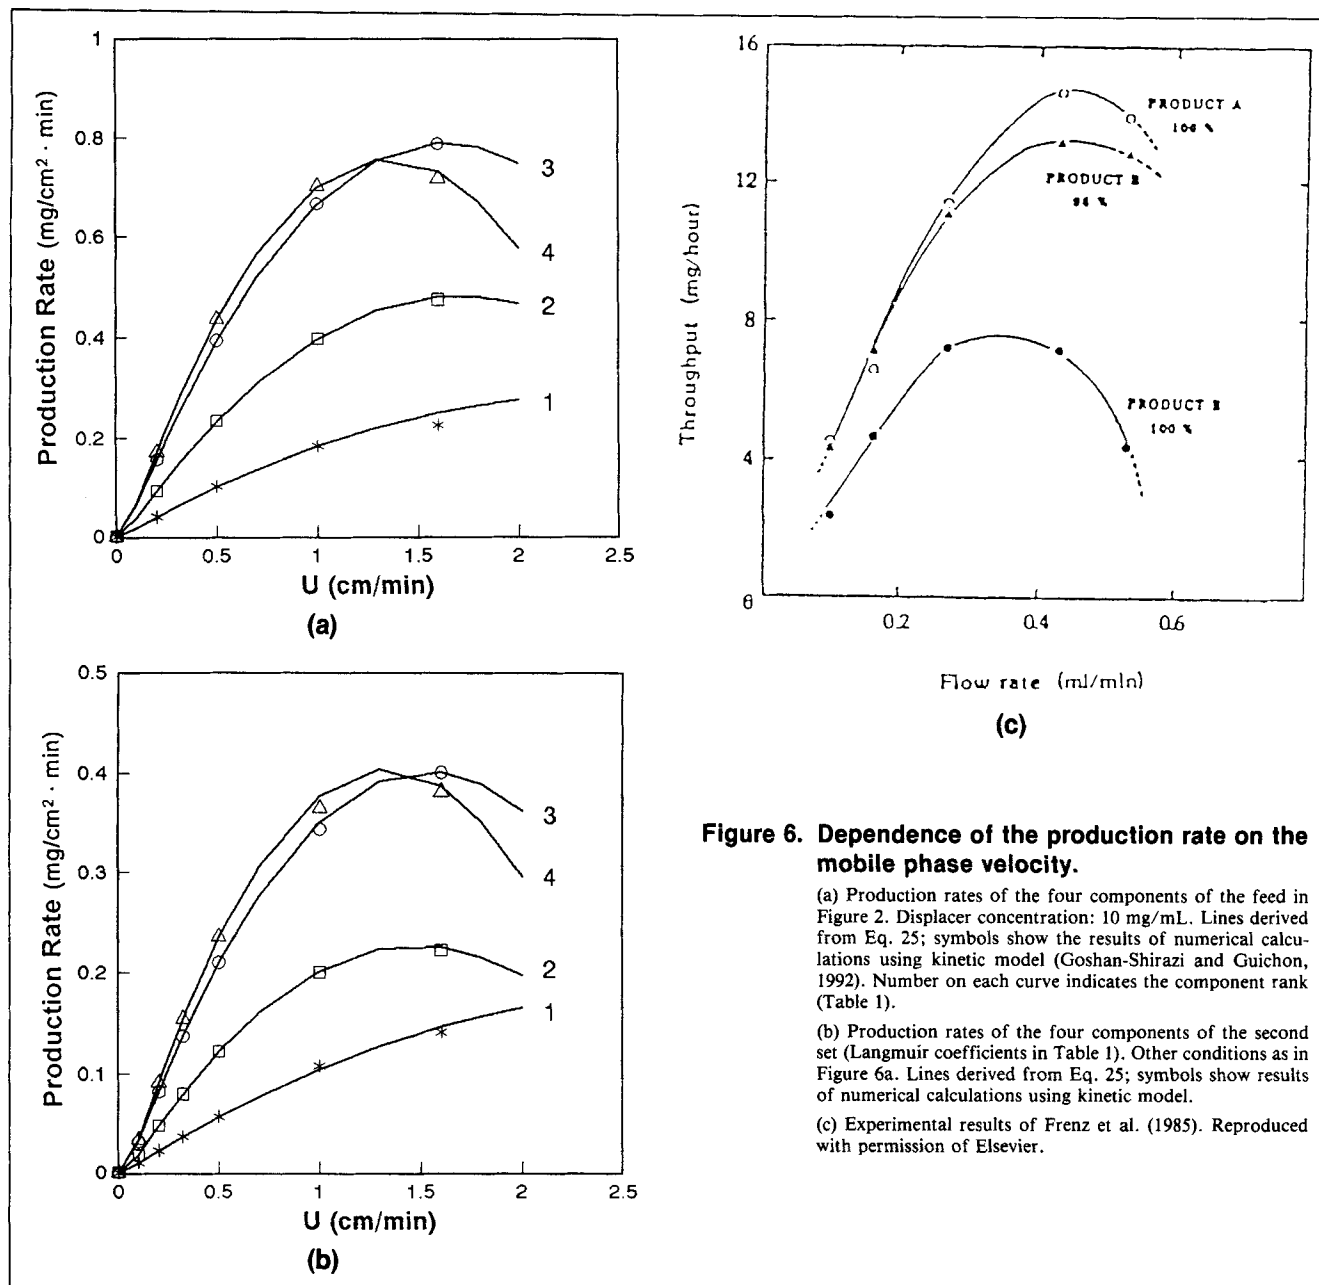 1
0.8
0.6
0.4
0.2
0
Production Rate (mg/cm² · min)
3
4
2
1
0 0.5 1 1.5 2 2.5
U (cm/min)
(a)
0.5
0.4
0.3
0.2
0.1
0
Production Rate (mg/cm² · min)
3
4
2
1
0 0.5 1 1.5 2 2.5
U (cm/min)
(b)
16
12
8
4
0
Throughput (mg/hour)
PRODUCT A
100 %
PRODUCT B
PRODUCT B
100 %
0.2 0.4 0.6
Flow rate (ml/min)
(c)
Figure 6. Dependence of the production rate on the
mobile phase velocity.
(a) Production rates of the four components of the feed in
Figure 2. Displacer concentration: 10 mg/mL. Lines derived
from Eq. 25; symbols show the results of numerical calcu-
lations using kinetic model (Goshan-Shirazi and Guichon,
1992). Number on each curve indicates the component rank
(Table 1).
(b) Production rates of the four components of the second
set (Langmuir coefficients in Table 1). Other conditions as in
Figure 6a. Lines derived from Eq. 25; symbols show results
of numerical calculations using kinetic model.
(c) Experimental results of Frenz et al. (1985). Reproduced
with permission of Elsevier.